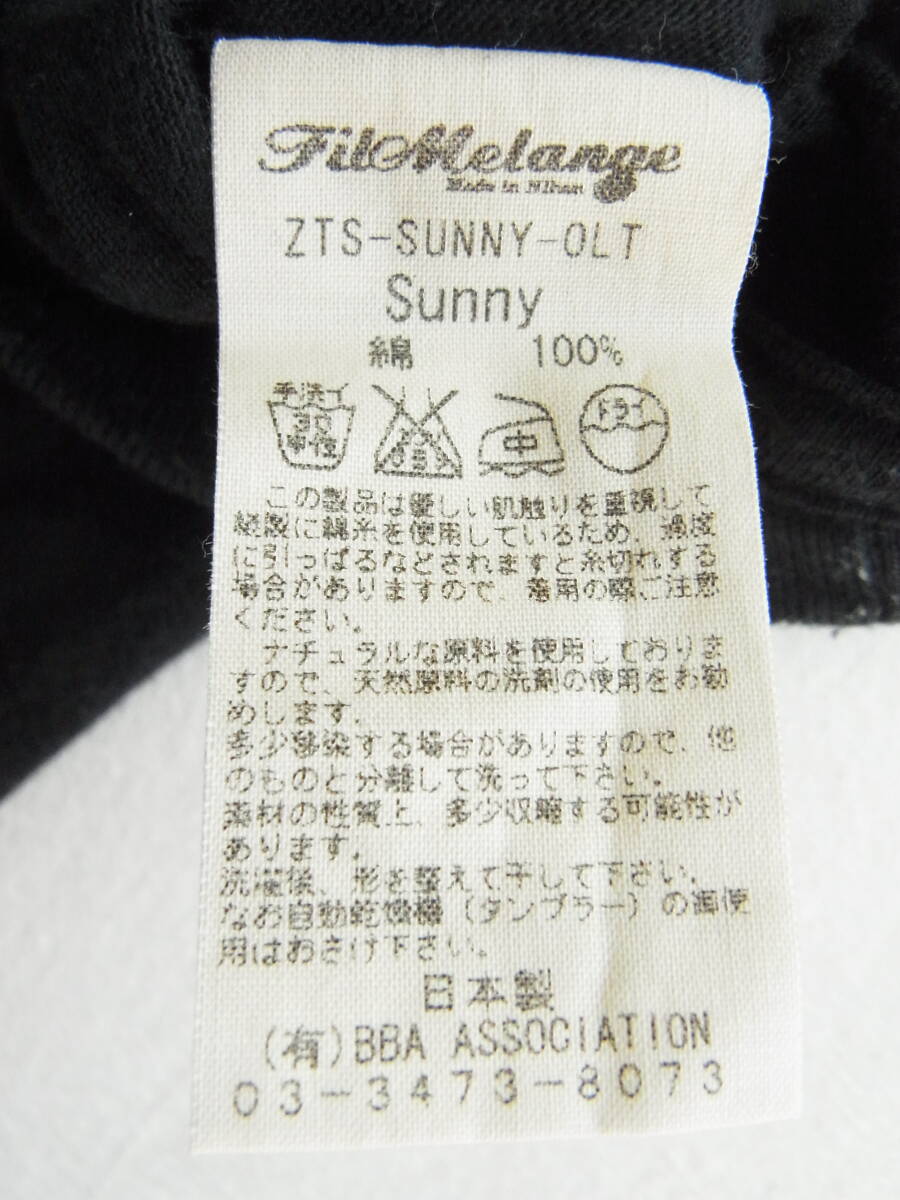 FilMelange
Made in Nihon
ZTS-SUNNY-OLT
Sunny
綿 100%
手洗イ
30
中性
エンソ
サラシ
中
ドライ
この製品は優しい肌触りを重視して
縫製に綿糸を使用しているため、過度
に引っぱるなどされますと糸切れする
場合がありますので、着用の際ご注意
ください。
ナチュラルな原料を使用しておりま
すので、天然原料の洗剤の使用をお勧
めします.
多少移染する場合がありますので、他
のものと分離して洗って下さい。
素材の性質上、多少収縮する可能性が
あります。
洗濯後、形を整えて干して下さい.
なお自動乾燥機(タンブラー)の御使
用はおさけ下さい。
日本製
(有)BBA ASSOCIATION
03-3473-8073